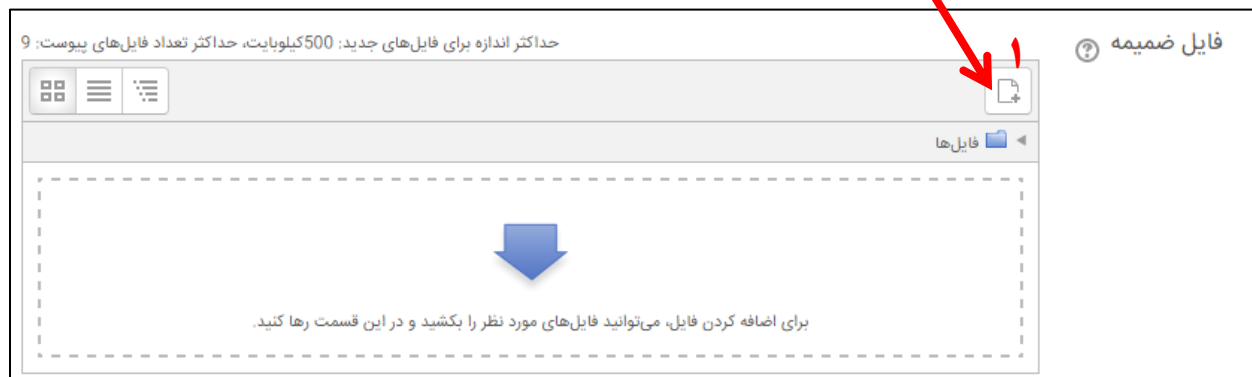 فایل ضمیمه
حداکثر اندازه برای فایل‌های جدید: 500کیلوبایت، حداکثر تعداد فایل‌های پیوست: 9
۱
فایل‌ها
برای اضافه کردن فایل، می‌توانید فایل‌های مورد نظر را بکشید و در این قسمت رها کنید.